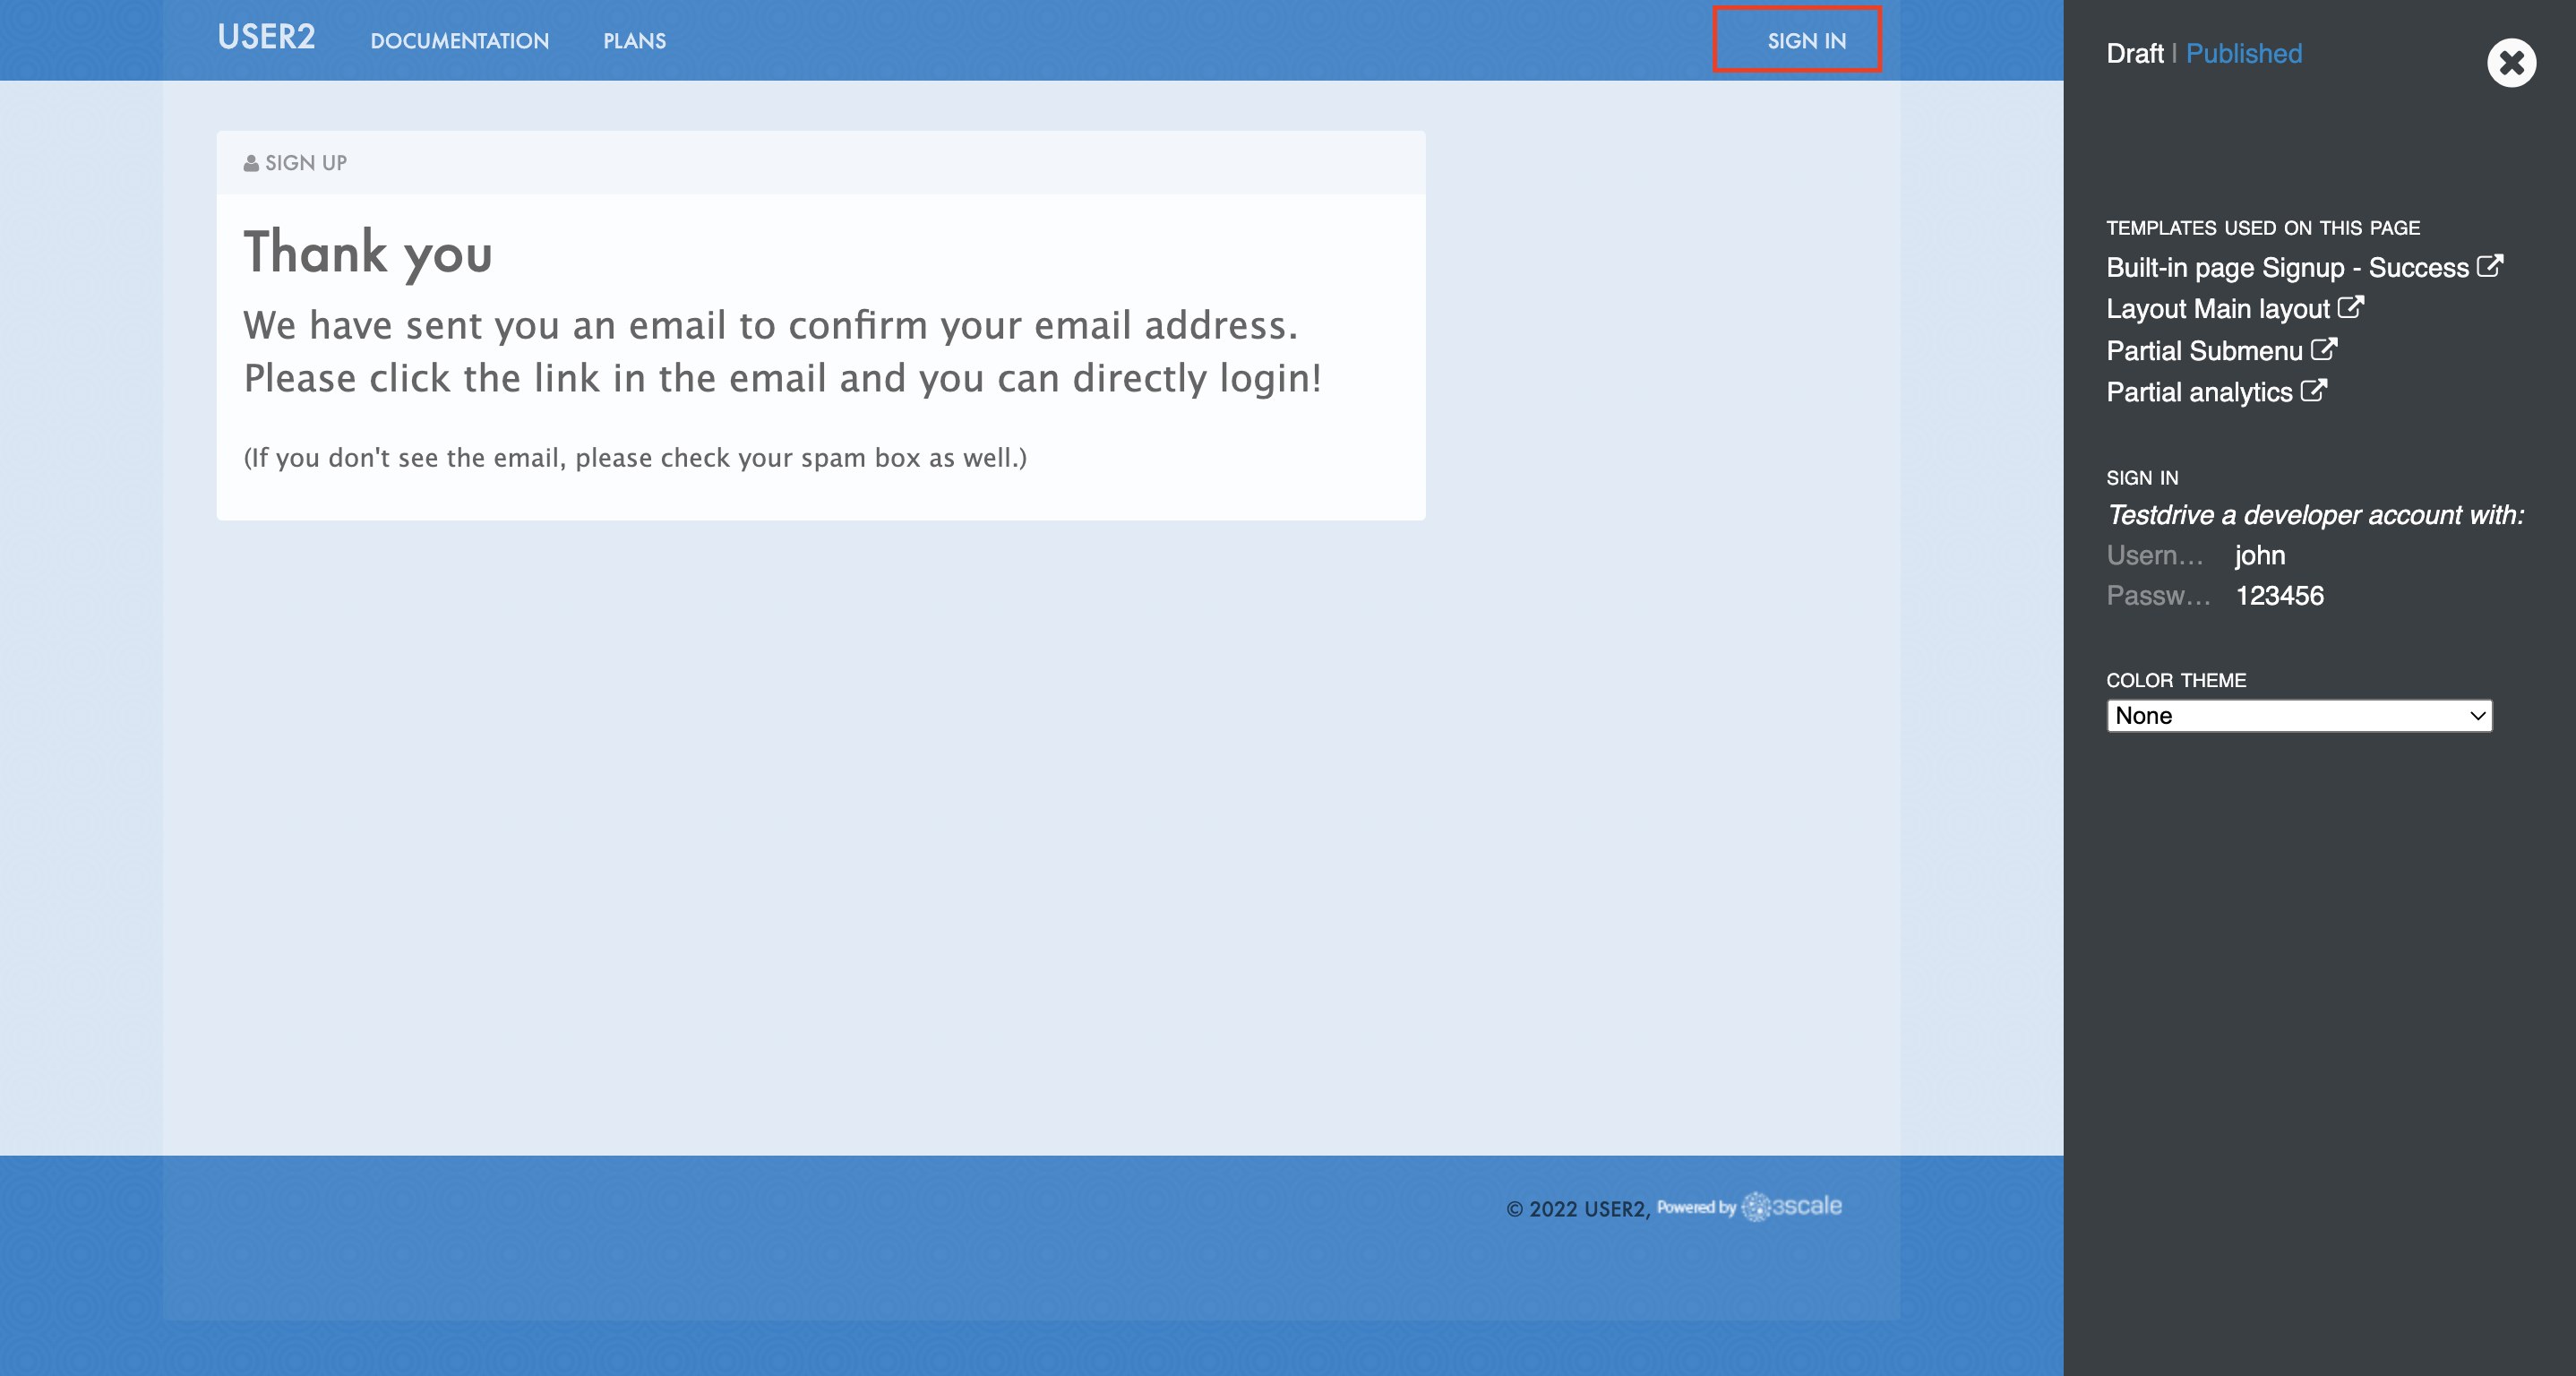 USER2
DOCUMENTATION
PLANS
SIGN IN
SIGN UP
Thank you
We have sent you an email to confirm your email address.
Please click the link in the email and you can directly login!
(If you don't see the email, please check your spam box as well.)
© 2022 USER2, Powered by 3scale
Draft | Published
TEMPLATES USED ON THIS PAGE
Built-in page Signup - Success
Layout Main layout
Partial Submenu
Partial analytics
SIGN IN
Testdrive a developer account with:
Usern… john
Passw… 123456
COLOR THEME
None